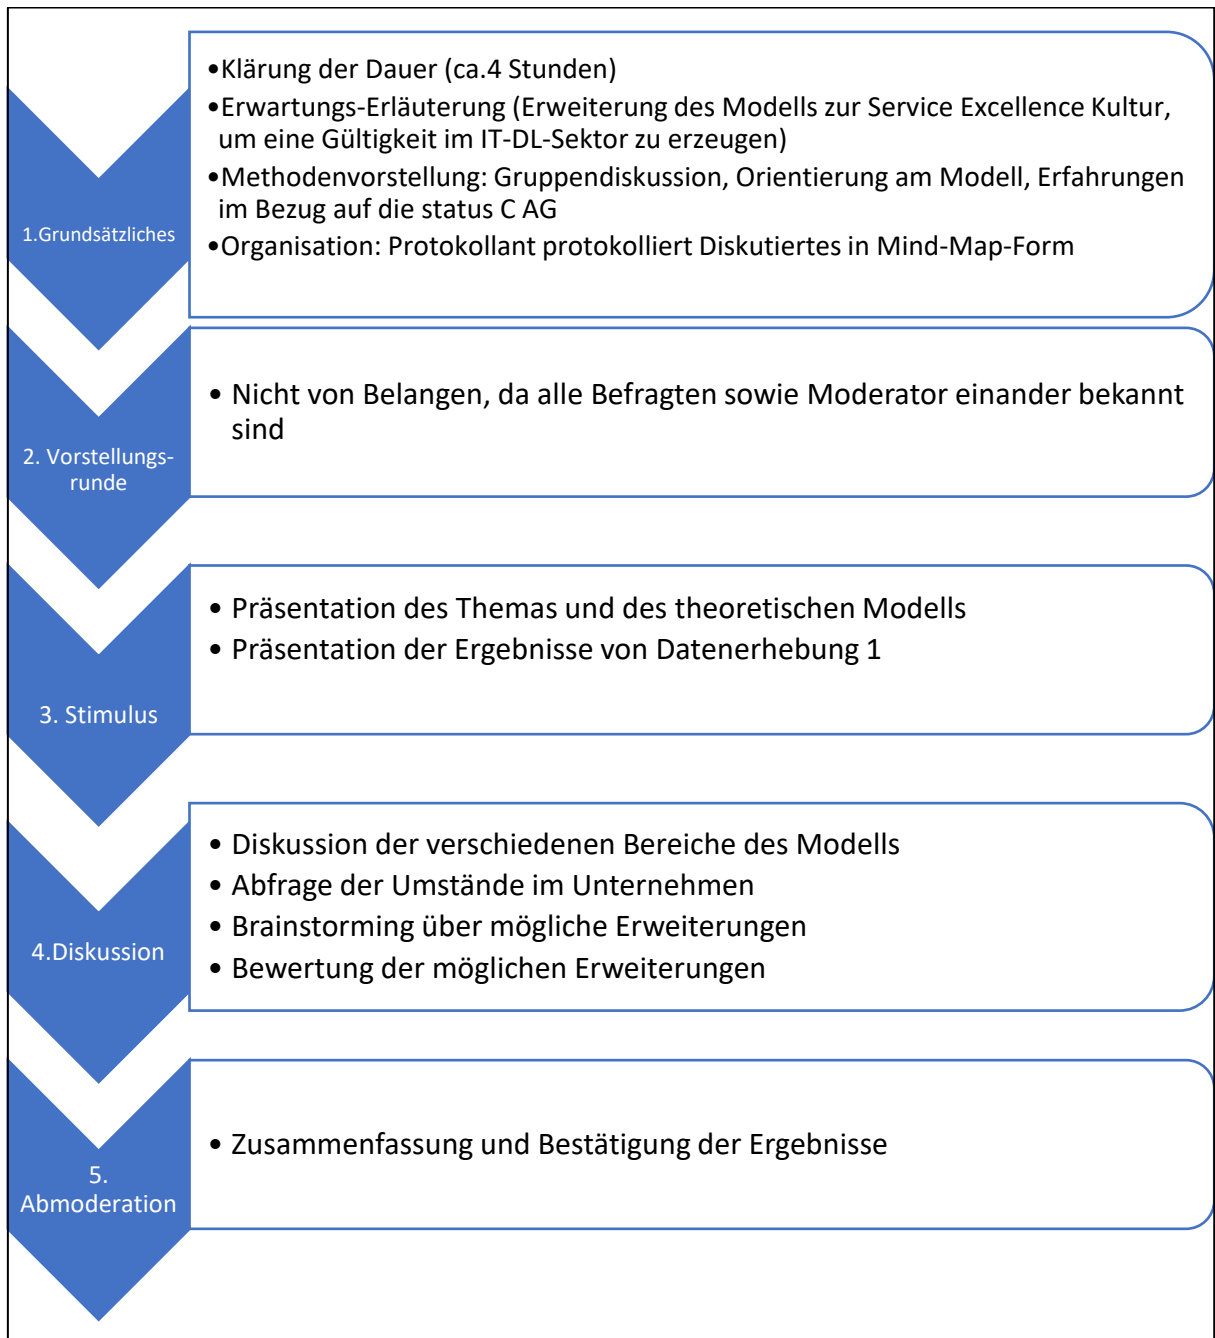 1.Grundsätzliches
•Klärung der Dauer (ca.4 Stunden)
•Erwartungs-Erläuterung (Erweiterung des Modells zur Service Excellence Kultur,
um eine Gültigkeit im IT-DL-Sektor zu erzeugen)
•Methodenvorstellung: Gruppendiskussion, Orientierung am Modell, Erfahrungen
im Bezug auf die status C AG
•Organisation: Protokollant protokolliert Diskutiertes in Mind-Map-Form
2. Vorstellungs-
runde
• Nicht von Belangen, da alle Befragten sowie Moderator einander bekannt
sind
3. Stimulus
• Präsentation des Themas und des theoretischen Modells
• Präsentation der Ergebnisse von Datenerhebung 1
4.Diskussion
• Diskussion der verschiedenen Bereiche des Modells
• Abfrage der Umstände im Unternehmen
• Brainstorming über mögliche Erweiterungen
• Bewertung der möglichen Erweiterungen
5.
Abmoderation
• Zusammenfassung und Bestätigung der Ergebnisse